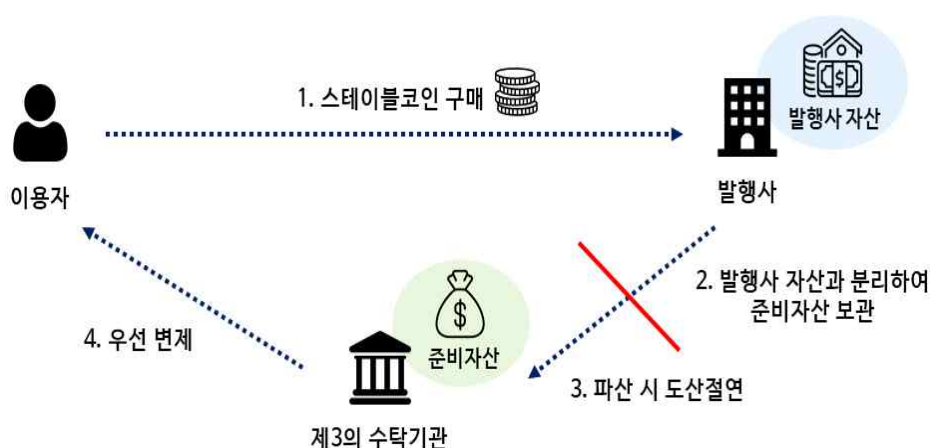 발행사 자산
1. 스테이블코인 구매
이용자
발행사
2. 발행사 자산과 분리하여
준비자산 보관
준비자산
4. 우선 변제
3. 파산 시 도산절연
제3의 수탁기관